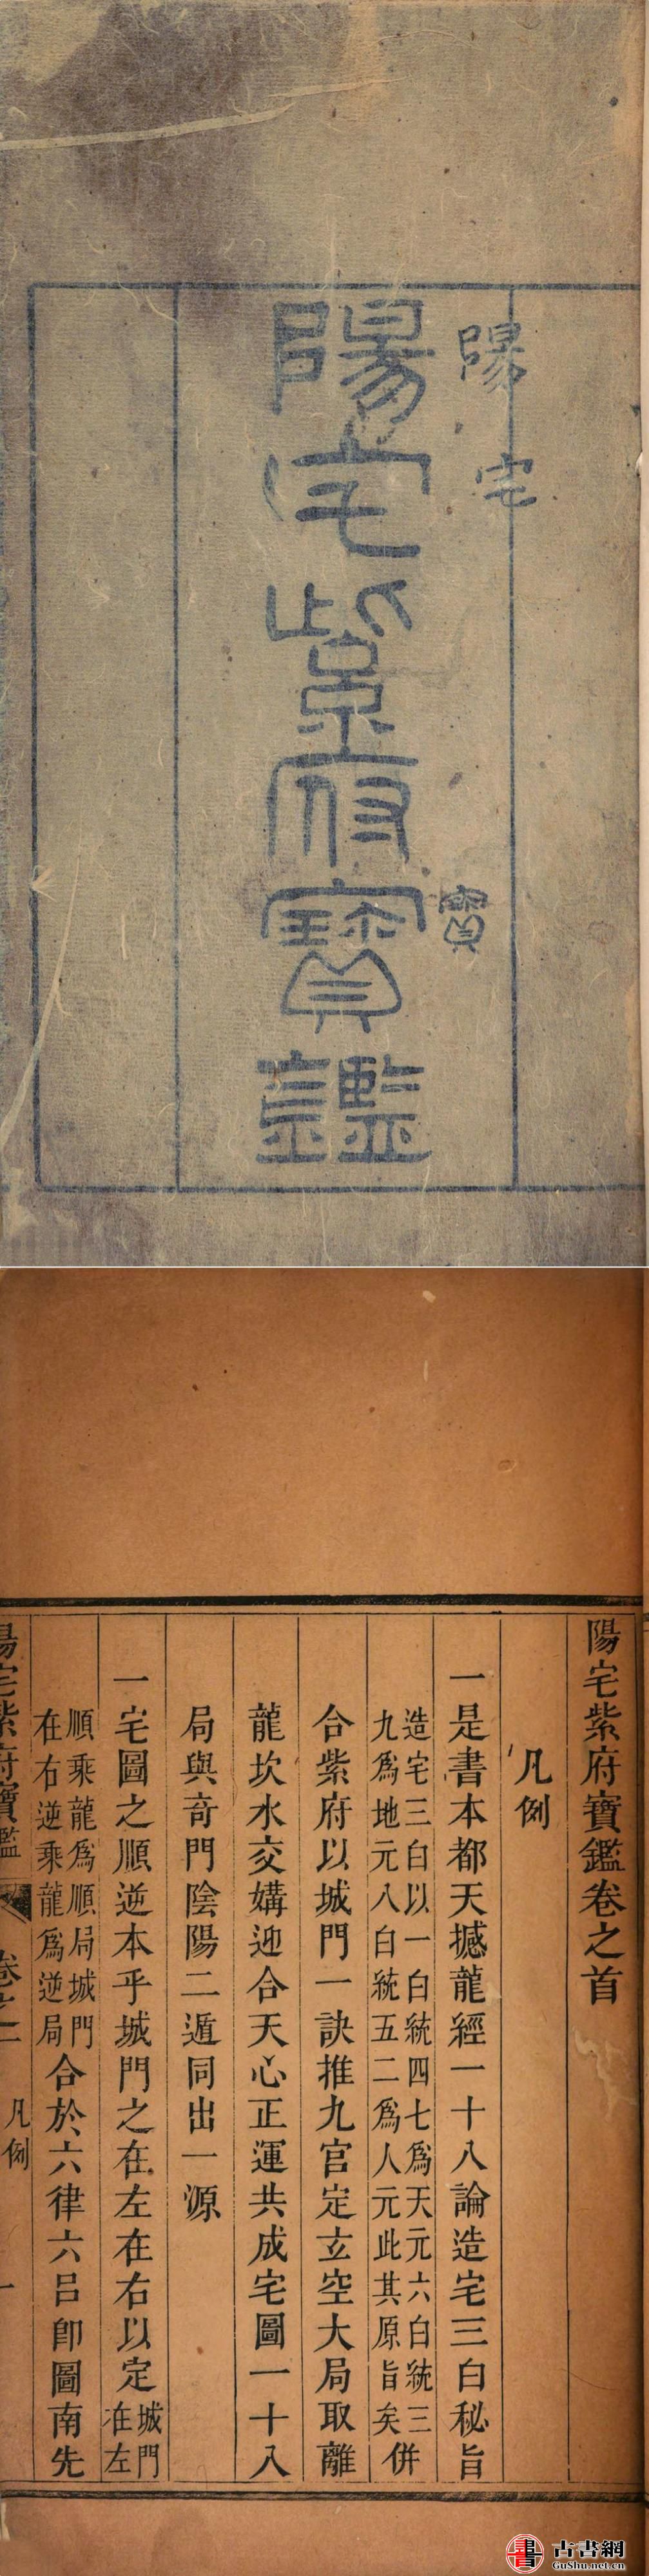 陽宅
寶
陽宅紫府寶鑑
陽宅紫府寶鑑卷之首
凡例
一是書本都天撼龍經一十八論造宅三白秘旨
造宅三白以一白統四七爲天元六白統三
九爲地元八白統五二爲人元此其原旨矣併
合紫府以城門一訣推九宮定玄空大局取離
龍坎水交媾迎合天心正運共成宅圖一十八
局與奇門陰陽二遁同出一源
一宅圖之順逆本乎城門之在左在右以定
城門
在左
順乘龍爲順局城門
在右逆乘龍爲逆局
合於六律六呂卽圖南先
陽宅紫府寶鑑
凡例
一
書
古書網
GuShu.net.cn